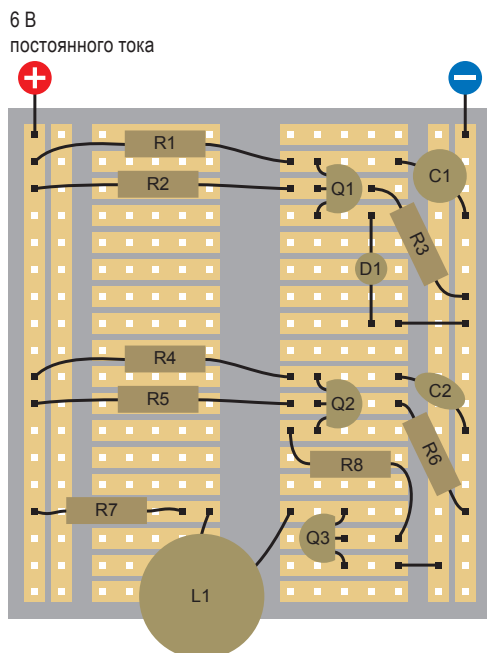 6 В
постоянного тока
+ −
R1
R2
Q1
C1
R3
D1
R4
R5
Q2
C2
R6
R8
R7
Q3
L1